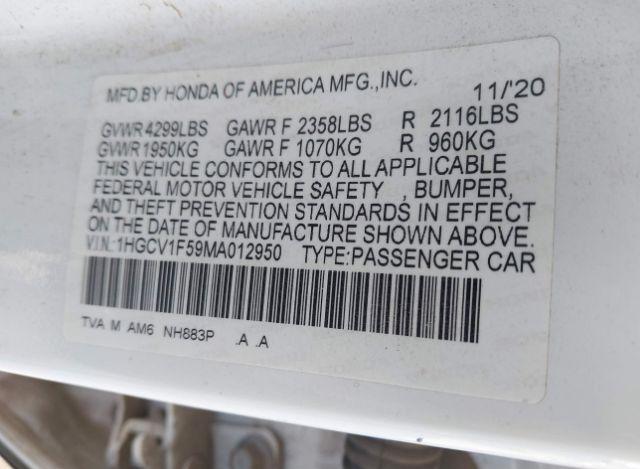 MFD.BY HONDA OF AMERICA MFG.,INC. 11/'20
GVWR 4299LBS GAWR F 2358LBS R 2116LBS
GVWR 1950KG GAWR F 1070KG R 960KG
THIS VEHICLE CONFORMS TO ALL APPLICABLE
FEDERAL MOTOR VEHICLE SAFETY , BUMPER,
AND THEFT PREVENTION STANDARDS IN EFFECT
ON THE DATE OF MANUFACTURE SHOWN ABOVE.
V.I.N.:1HGCV1F59MA012950 TYPE:PASSENGER CAR
TVA M AM6 NH883P .A .A